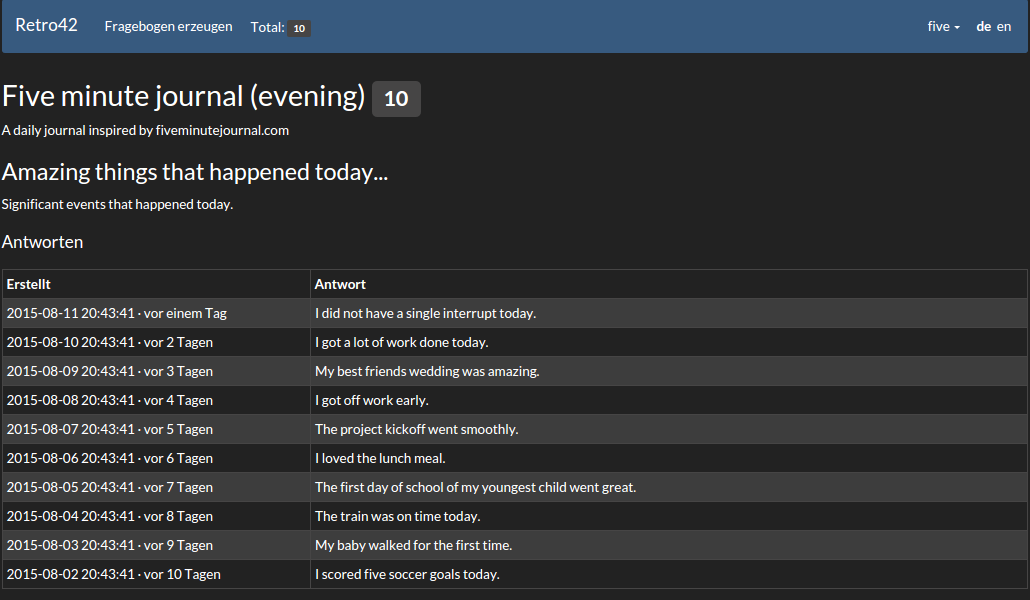 Retro42 Fragebogen erzeugen Total: 10 five de en
Five minute journal (evening) 10
A daily journal inspired by fiveminutejournal.com
Amazing things that happened today...
Significant events that happened today.
Antworten
Erstellt Antwort
2015-08-11 20:43:41 · vor einem Tag I did not have a single interrupt today.
2015-08-10 20:43:41 · vor 2 Tagen I got a lot of work done today.
2015-08-09 20:43:41 · vor 3 Tagen My best friends wedding was amazing.
2015-08-08 20:43:41 · vor 4 Tagen I got off work early.
2015-08-07 20:43:41 · vor 5 Tagen The project kickoff went smoothly.
2015-08-06 20:43:41 · vor 6 Tagen I loved the lunch meal.
2015-08-05 20:43:41 · vor 7 Tagen The first day of school of my youngest child went great.
2015-08-04 20:43:41 · vor 8 Tagen The train was on time today.
2015-08-03 20:43:41 · vor 9 Tagen My baby walked for the first time.
2015-08-02 20:43:41 · vor 10 Tagen I scored five soccer goals today.